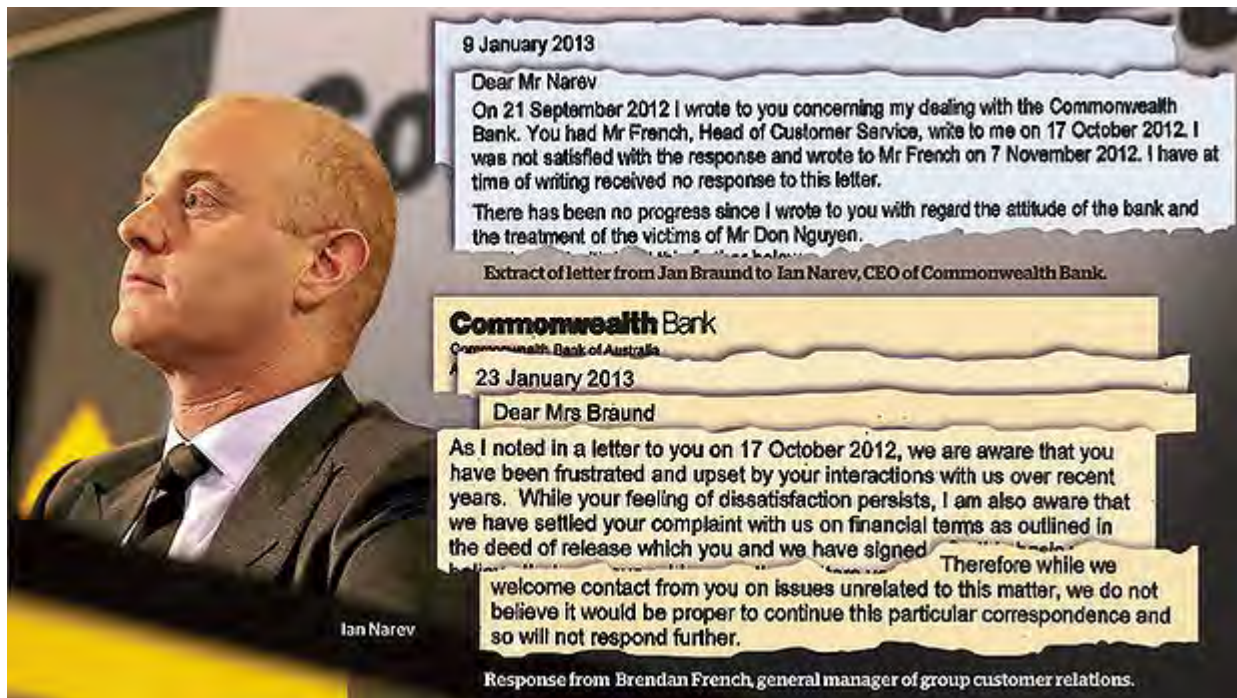 9 January 2013
Dear Mr Narev
On 21 September 2012 I wrote to you concerning my dealing with the Commonwealth
Bank. You had Mr French, Head of Customer Service, write to me on 17 October 2012. I
was not satisfied with the response and wrote to Mr French on 7 November 2012. I have at
time of writing received no response to this letter.
There has been no progress since I wrote to you with regard the attitude of the bank and
the treatment of the victims of Mr Don Nguyen.
Extract of letter from Jan Braund to Ian Narev, CEO of Commonwealth Bank.
Commonwealth Bank
Commonwealth Bank of Australia
23 January 2013
Dear Mrs Braund
As I noted in a letter to you on 17 October 2012, we are aware that you
have been frustrated and upset by your interactions with us over recent
years. While your feeling of dissatisfaction persists, I am also aware that
we have settled your complaint with us on financial terms as outlined in
the deed of release which you and we have signed
Therefore while we
welcome contact from you on issues unrelated to this matter, we do not
believe it would be proper to continue this particular correspondence and
so will not respond further.
Ian Narev
Response from Brendan French, general manager of group customer relations.